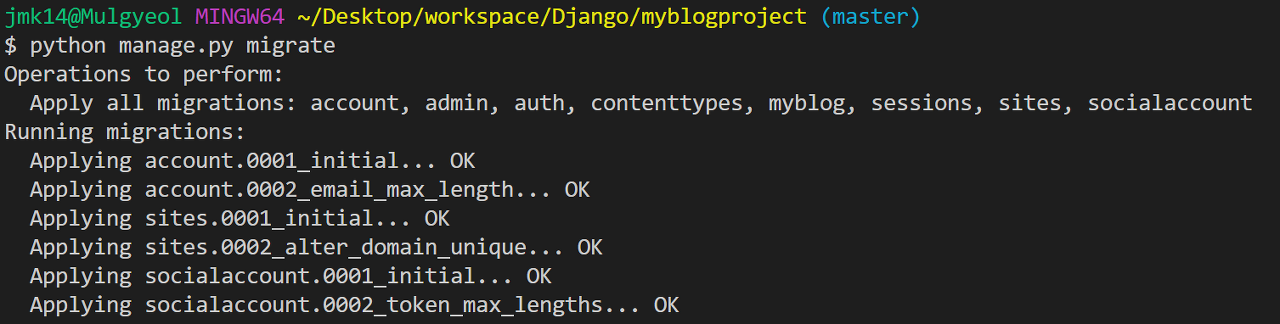 jmk14@Mulgyeol MINGW64 ~/Desktop/workspace/Django/myblogproject (master)
$ python manage.py migrate
Operations to perform:
  Apply all migrations: account, admin, auth, contenttypes, myblog, sessions, sites, socialaccount
Running migrations:
  Applying account.0001_initial... OK
  Applying account.0002_email_max_length... OK
  Applying sites.0001_initial... OK
  Applying sites.0002_alter_domain_unique... OK
  Applying socialaccount.0001_initial... OK
  Applying socialaccount.0002_token_max_lengths... OK